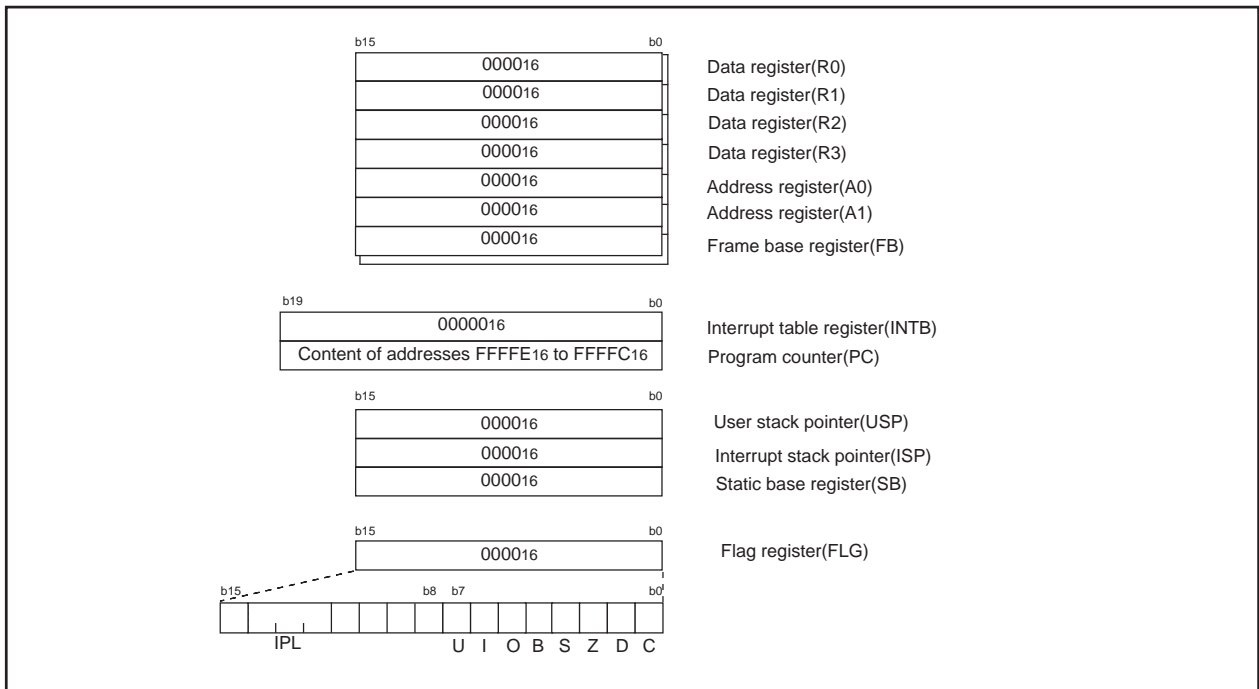 b15 b0
000016 Data register(R0)
000016 Data register(R1)
000016 Data register(R2)
000016 Data register(R3)
000016 Address register(A0)
000016 Address register(A1)
000016 Frame base register(FB)
b19 b0
0000016 Interrupt table register(INTB)
Content of addresses FFFFE16 to FFFFC16 Program counter(PC)
b15 b0
000016 User stack pointer(USP)
000016 Interrupt stack pointer(ISP)
000016 Static base register(SB)
b15 b0
000016 Flag register(FLG)
b15 b8 b7 b0
IPL U I O B S Z D C